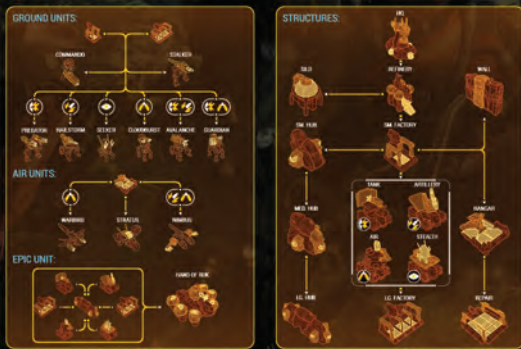 GROUND UNITS:
COMMANDO
STALKER
PREDATOR
HAILSTORM
SEEKER
CLOUDBURST
AVALANCHE
GUARDIAN
AIR UNITS:
WARBIRD
STRATUS
NIMBUS
EPIC UNIT:
HAND OF RUK
STRUCTURES:
HQ
SILO
REFINERY
WALL
SM. HUB
SM. FACTORY
TANK
ARTILLERY
MED. HUB
HANGAR
AIR
STEALTH
LG. HUB
LG. FACTORY
REPAIR